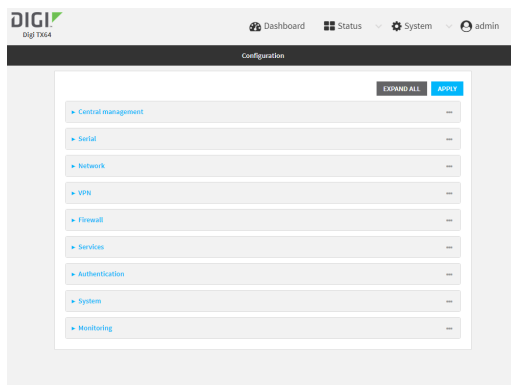 DIGI
Digi TX64
Dashboard Status System admin
Configuration
EXPAND ALL APPLY
Central management
Serial
Network
VPN
Firewall
Services
Authentication
System
Monitoring